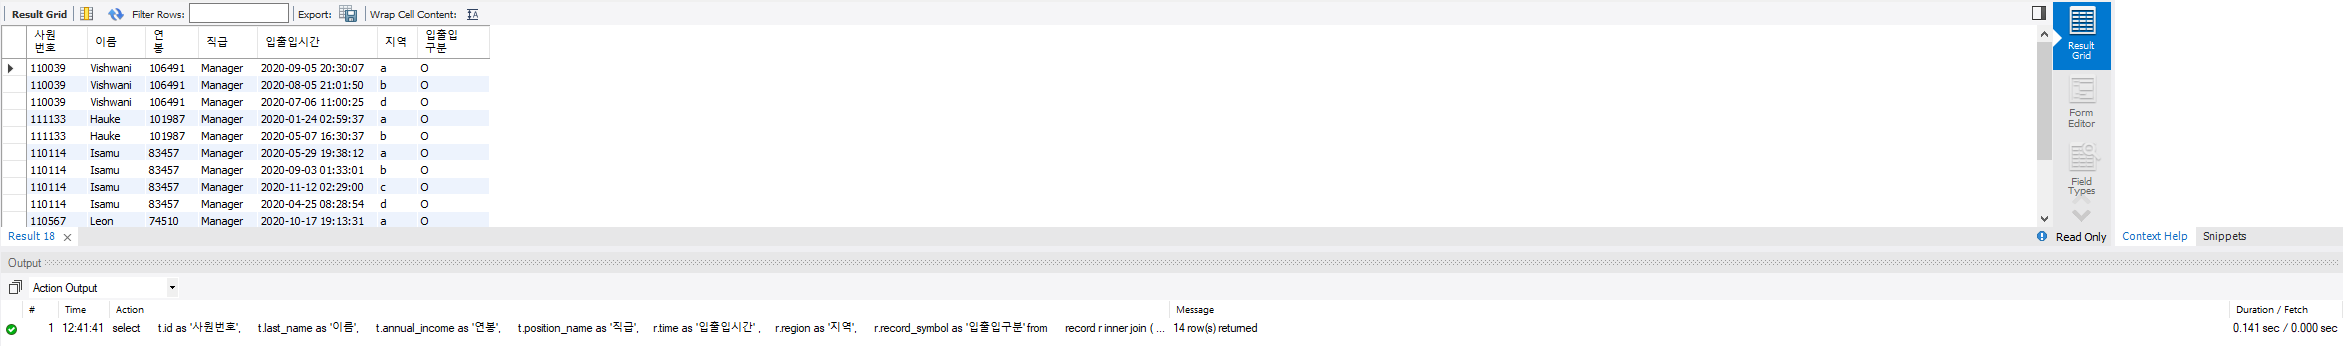 Result Grid Filter Rows: Export: Wrap Cell Content: IA
사원번호 이름 연봉 직급 입출입시간 지역 입출입구분
110039 Vishwani 106491 Manager 2020-09-05 20:30:07 a O
110039 Vishwani 106491 Manager 2020-08-05 21:01:50 b O
110039 Vishwani 106491 Manager 2020-07-06 11:00:25 d O
111133 Hauke 101987 Manager 2020-01-24 02:59:37 a O
111133 Hauke 101987 Manager 2020-05-07 16:30:37 b O
110114 Isamu 83457 Manager 2020-05-29 19:38:12 a O
110114 Isamu 83457 Manager 2020-09-03 01:33:01 b O
110114 Isamu 83457 Manager 2020-11-12 02:29:00 c O
110114 Isamu 83457 Manager 2020-04-25 08:28:54 d O
110567 Leon 74510 Manager 2020-10-17 19:13:31 a O
Result Grid
Form Editor
Field Types
Result 18 Read Only Context Help Snippets
Output
Action Output
# Time Action Message Duration / Fetch
1 12:41:41 select t.id as '사원번호', t.last_name as '이름', t.annual_income as '연봉', t.position_name as '직급', r.time as '입출입시간' , r.region as '지역', r.record_symbol as '입출입구분' from record r inner join ( ... 14 row(s) returned 0.141 sec / 0.000 sec